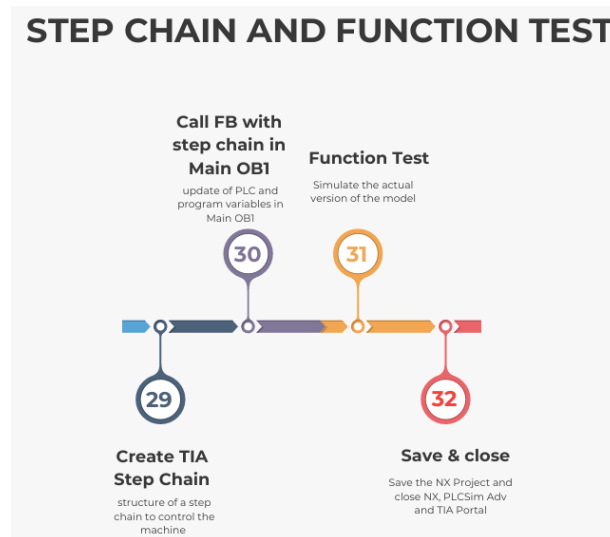 STEP CHAIN AND FUNCTION TEST
Call FB with
step chain in
Main OB1
update of PLC and
program variables in
Main OB1
Function Test
Simulate the actual
version of the model
30
31
29
32
Create TIA
Step Chain
structure of a step
chain to control the
machine
Save & close
Save the NX Project and
close NX, PLCSim Adv
and TIA Portal